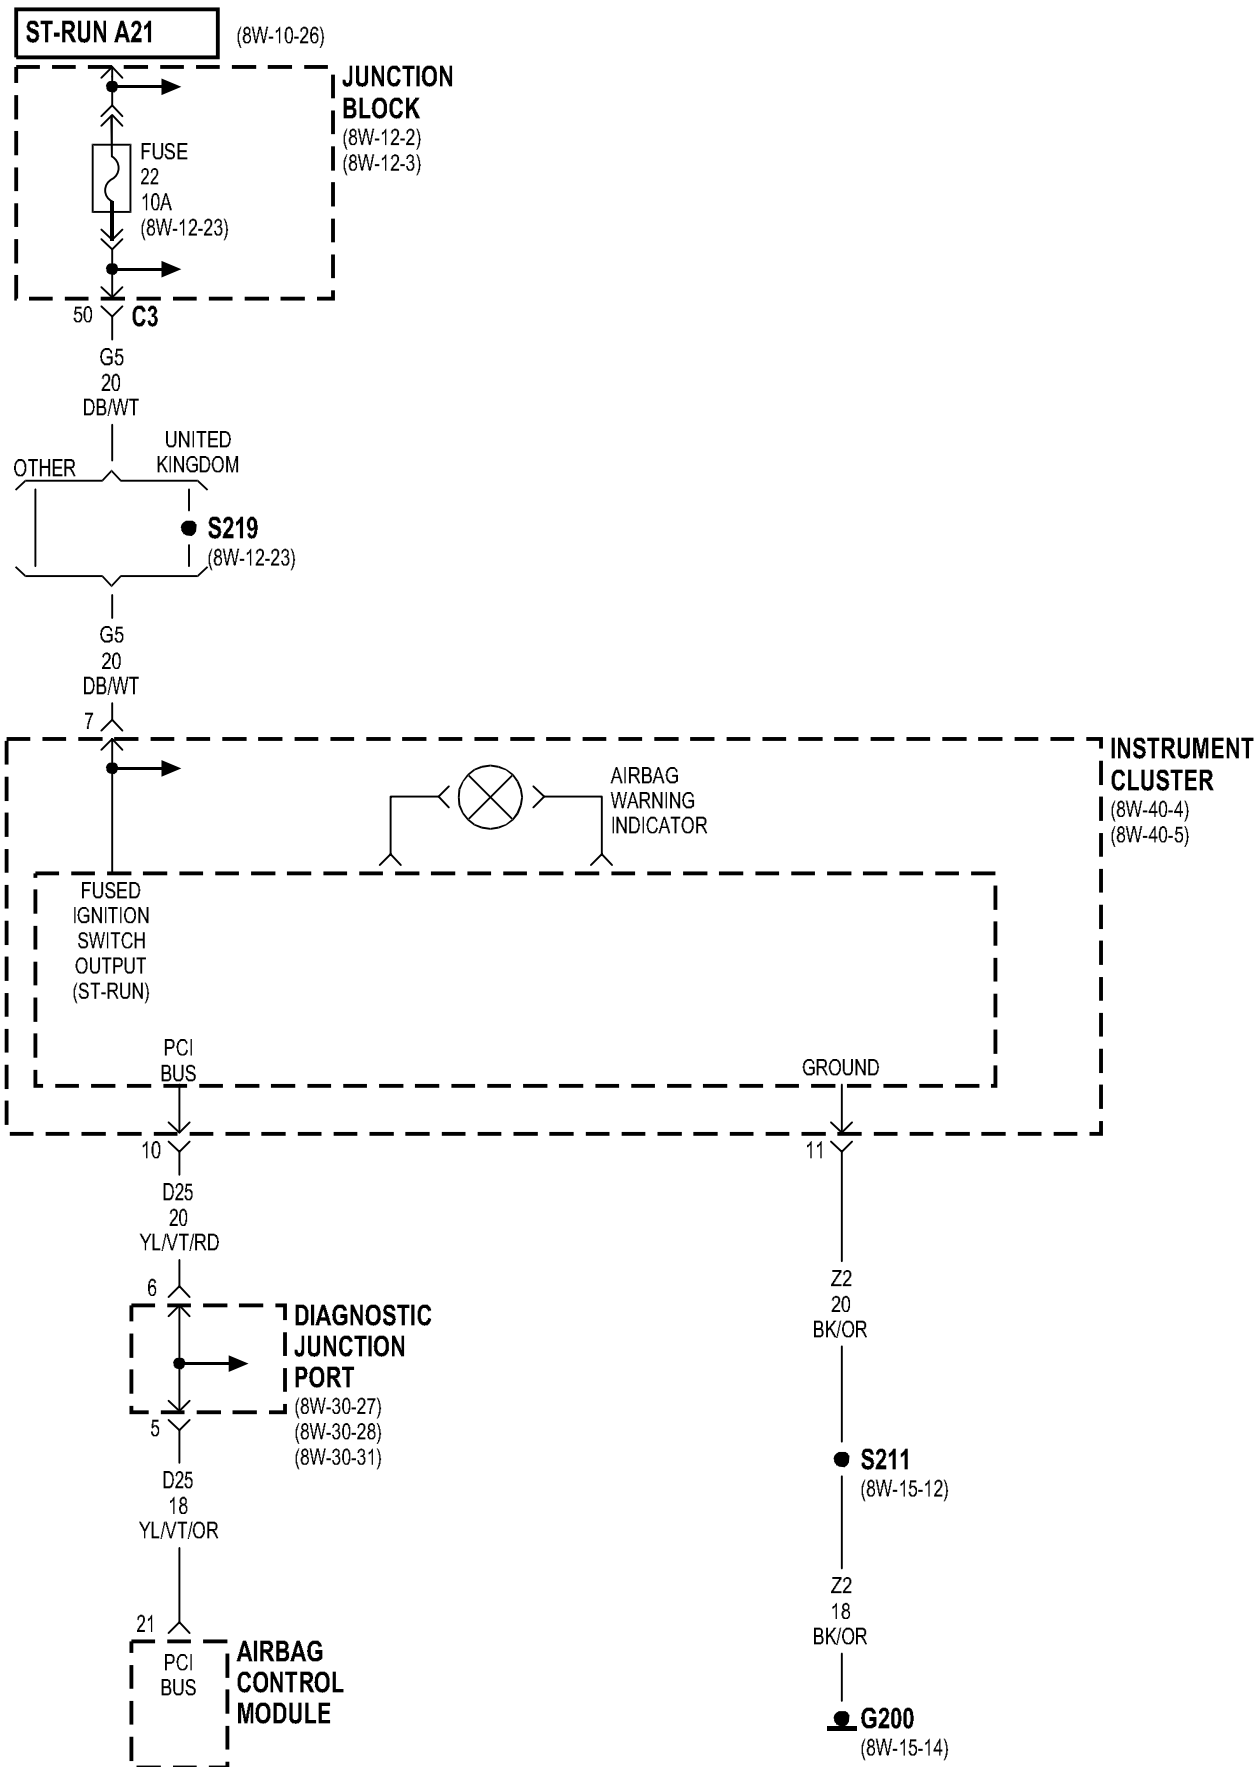 ST-RUN A21
(8W-10-26)
JUNCTION
BLOCK
(8W-12-2)
(8W-12-3)
FUSE
22
10A
(8W-12-23)
50
C3
G5
20
DB/WT
OTHER
UNITED
KINGDOM
S219
(8W-12-23)
G5
20
DB/WT
7
INSTRUMENT
CLUSTER
(8W-40-4)
(8W-40-5)
AIRBAG
WARNING
INDICATOR
FUSED
IGNITION
SWITCH
OUTPUT
(ST-RUN)
PCI
BUS
GROUND
10
11
D25
20
YL/VT/RD
6
DIAGNOSTIC
JUNCTION
PORT
(8W-30-27)
(8W-30-28)
(8W-30-31)
5
D25
18
YL/VT/OR
21
PCI
BUS
AIRBAG
CONTROL
MODULE
Z2
20
BK/OR
S211
(8W-15-12)
Z2
18
BK/OR
G200
(8W-15-14)